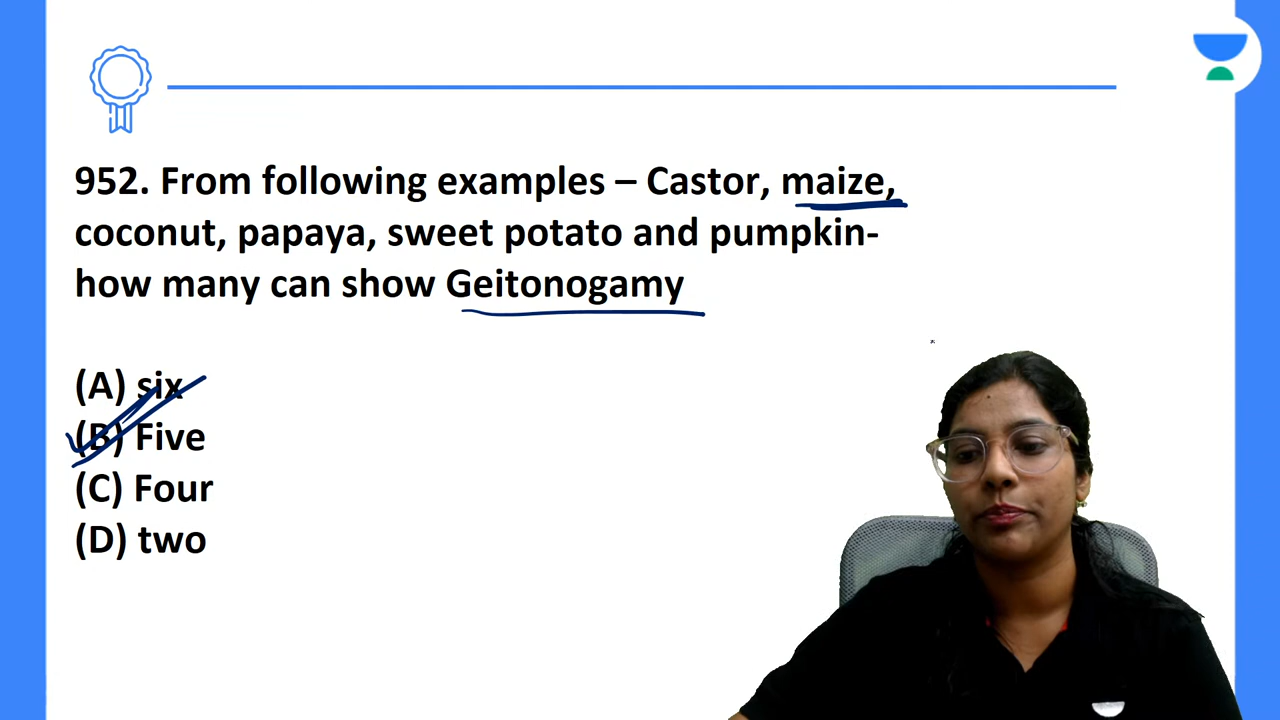 952. From following examples – Castor, maize,
coconut, papaya, sweet potato and pumpkin-
how many can show Geitonogamy
(A) six
(B) Five
(C) Four
(D) two